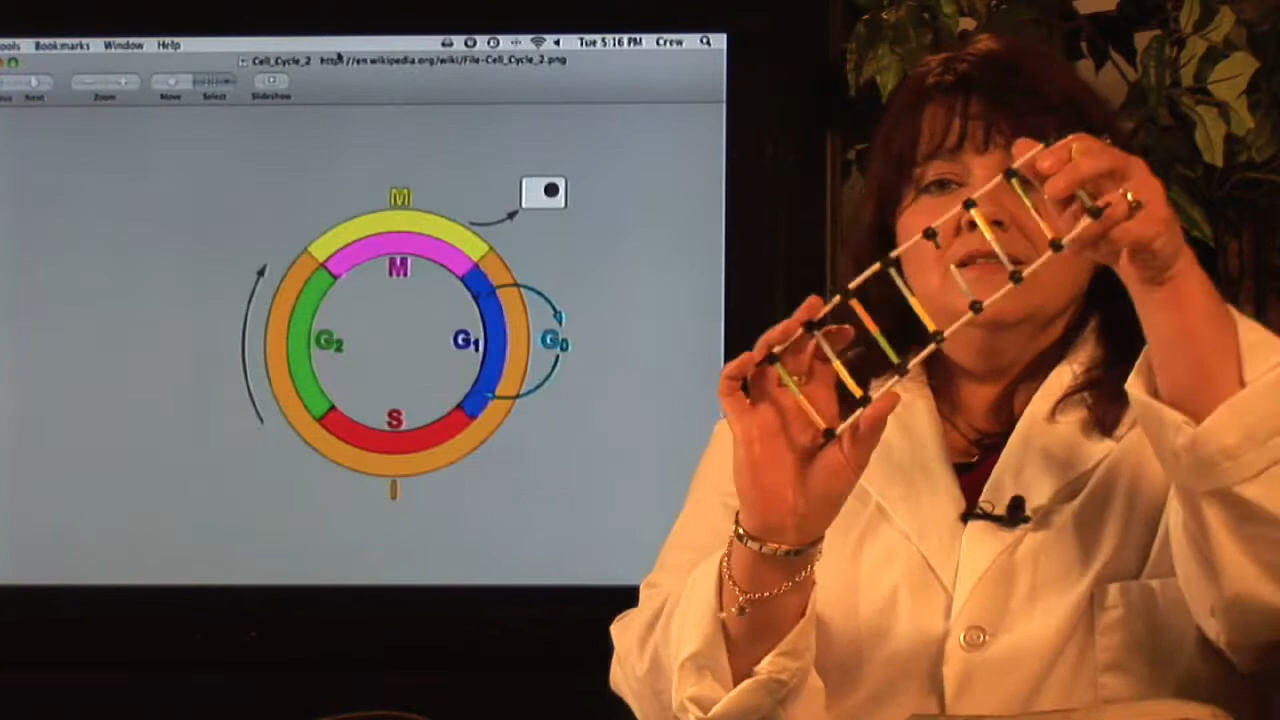 Bookmarks Window Help Tue 5:16 PM Crew
Cell_Cycle_2 http://en.wikipedia.org/wiki/File-Cell_Cycle_2.png
Next Zoom Move Select Slideshow
M
M
G2 G1 G0
S
I